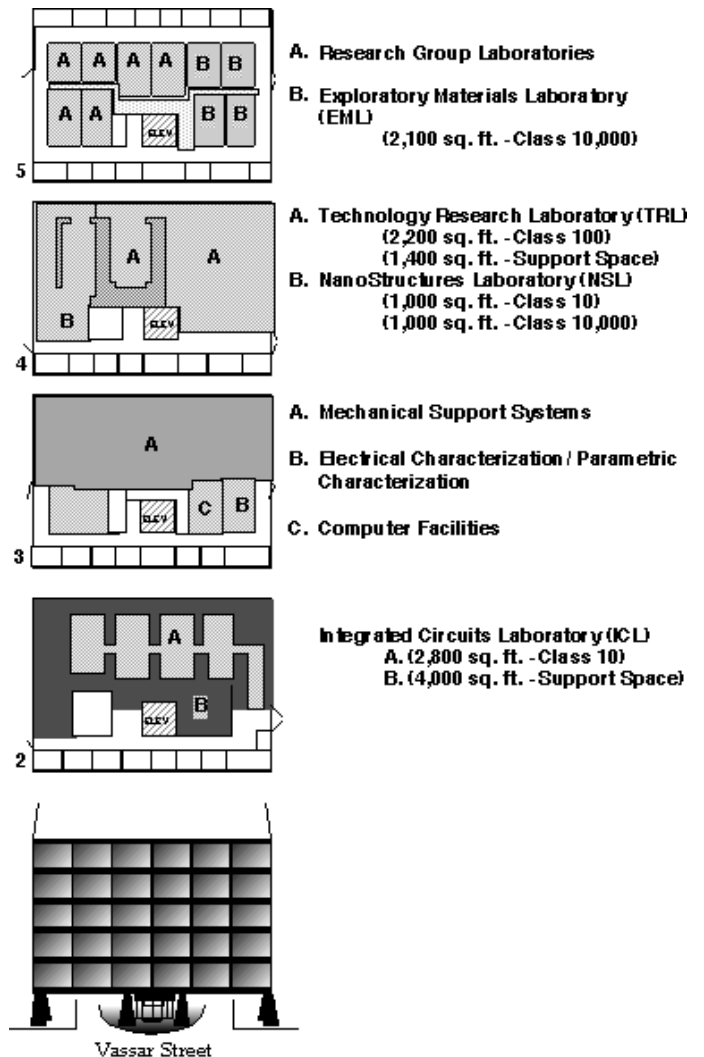 A A A A B B
A A B B
ELEV
5
A. Research Group Laboratories
B. Exploratory Materials Laboratory
(EML)
(2,100 sq. ft. - Class 10,000)
A A
B
ELEV
4
A. Technology Research Laboratory (TRL)
(2,200 sq. ft. - Class 100)
(1,400 sq. ft. - Support Space)
B. NanoStructures Laboratory (NSL)
(1,000 sq. ft. - Class 10)
(1,000 sq. ft. - Class 10,000)
A
C B
ELEV
3
A. Mechanical Support Systems
B. Electrical Characterization / Parametric
Characterization
C. Computer Facilities
A
B
ELEV
2
Integrated Circuits Laboratory (ICL)
A. (2,800 sq. ft. - Class 10)
B. (4,000 sq. ft. - Support Space)
Vassar Street